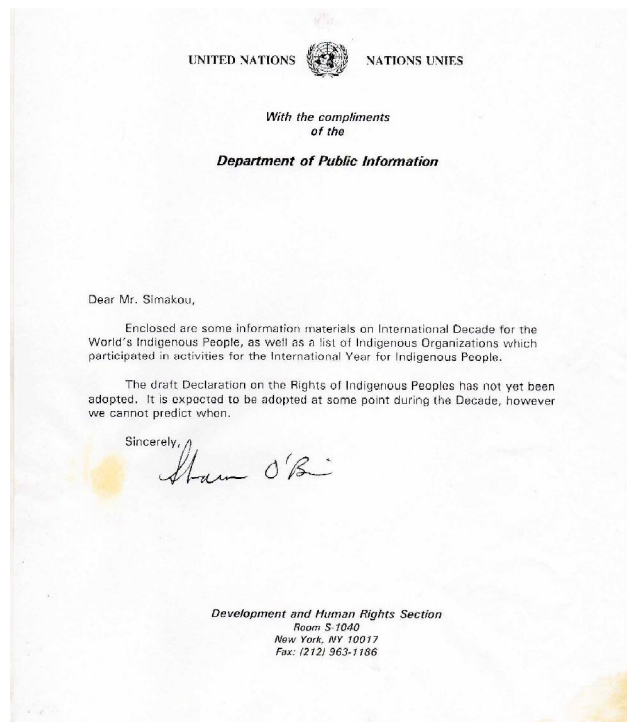 UNITED NATIONS NATIONS UNIES
With the compliments
of the
Department of Public Information
Dear Mr. Simakou,
Enclosed are some information materials on International Decade for the
World's Indigenous People, as well as a list of Indigenous Organizations which
participated in activities for the International Year for Indigenous People.
The draft Declaration on the Rights of Indigenous Peoples has not yet been
adopted. It is expected to be adopted at some point during the Decade, however
we cannot predict when.
Sincerely,
Development and Human Rights Section
Room S-1040
New York, NY 10017
Fax: (212) 963-1186